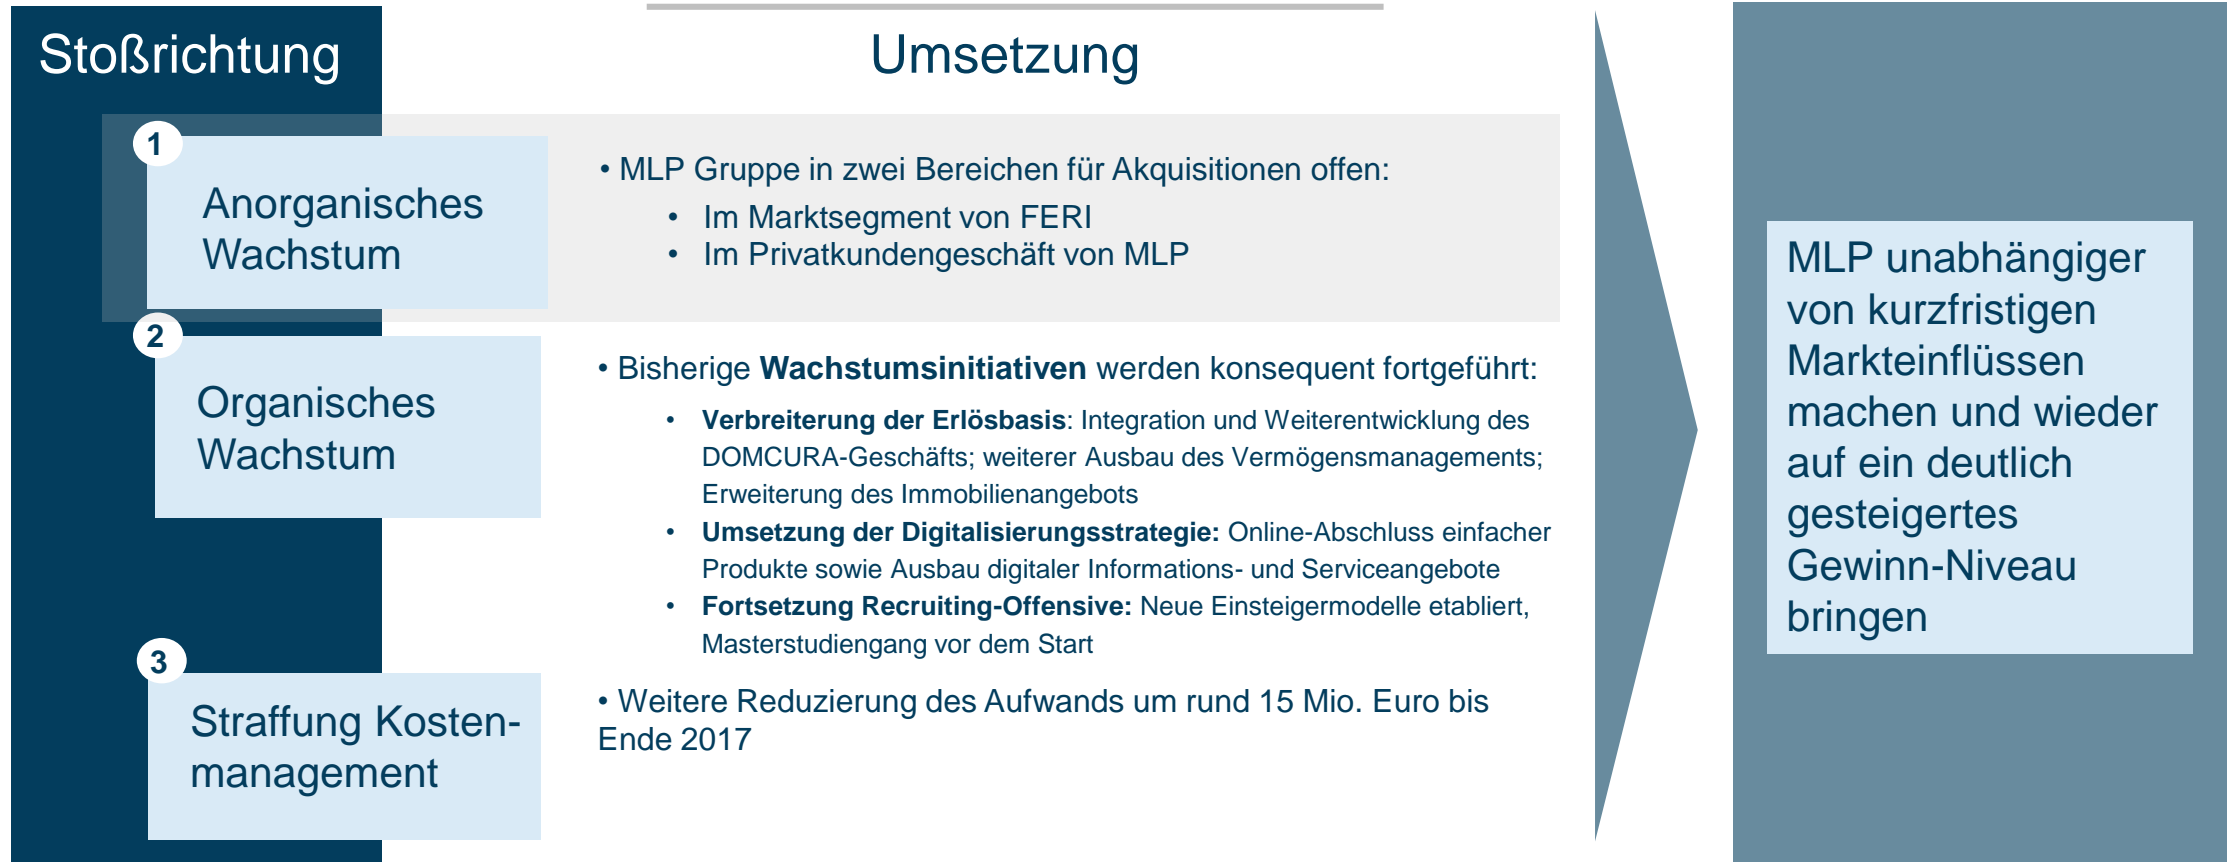 Stoßrichtung
Umsetzung
1
Anorganisches
Wachstum
• MLP Gruppe in zwei Bereichen für Akquisitionen offen:
• Im Marktsegment von FERI
• Im Privatkundengeschäft von MLP
2
Organisches
Wachstum
• Bisherige Wachstumsinitiativen werden konsequent fortgeführt:
• Verbreiterung der Erlösbasis: Integration und Weiterentwicklung des
DOMCURA-Geschäfts; weiterer Ausbau des Vermögensmanagements;
Erweiterung des Immobilienangebots
• Umsetzung der Digitalisierungsstrategie: Online-Abschluss einfacher
Produkte sowie Ausbau digitaler Informations- und Serviceangebote
• Fortsetzung Recruiting-Offensive: Neue Einsteigermodelle etabliert,
Masterstudiengang vor dem Start
3
Straffung Kosten-
management
• Weitere Reduzierung des Aufwands um rund 15 Mio. Euro bis
Ende 2017
MLP unabhängiger
von kurzfristigen
Markteinflüssen
machen und wieder
auf ein deutlich
gesteigertes
Gewinn-Niveau
bringen